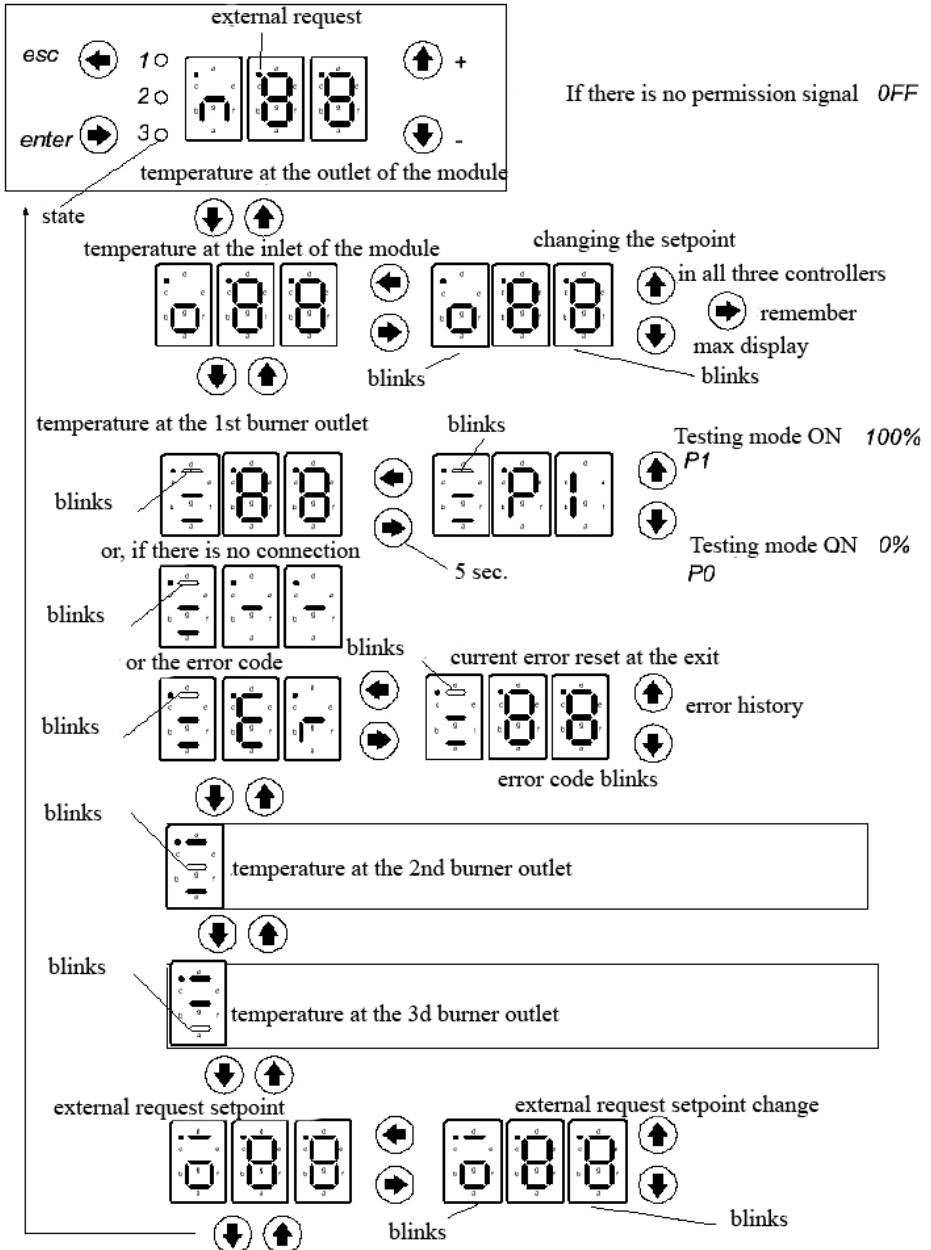 external request
esc
1
2
3
+
enter
-
If there is no permission signal 0FF
temperature at the outlet of the module
state
temperature at the inlet of the module
changing the setpoint
in all three controllers
remember
max display
blinks
blinks
temperature at the 1st burner outlet
blinks
Testing mode ON 100%
P1
blinks
or, if there is no connection
Testing mode QN 0%
P0
5 sec.
blinks
or the error code
blinks
current error reset at the exit
error history
blinks
error code blinks
blinks
temperature at the 2nd burner outlet
blinks
temperature at the 3d burner outlet
external request setpoint
external request setpoint change
blinks
blinks